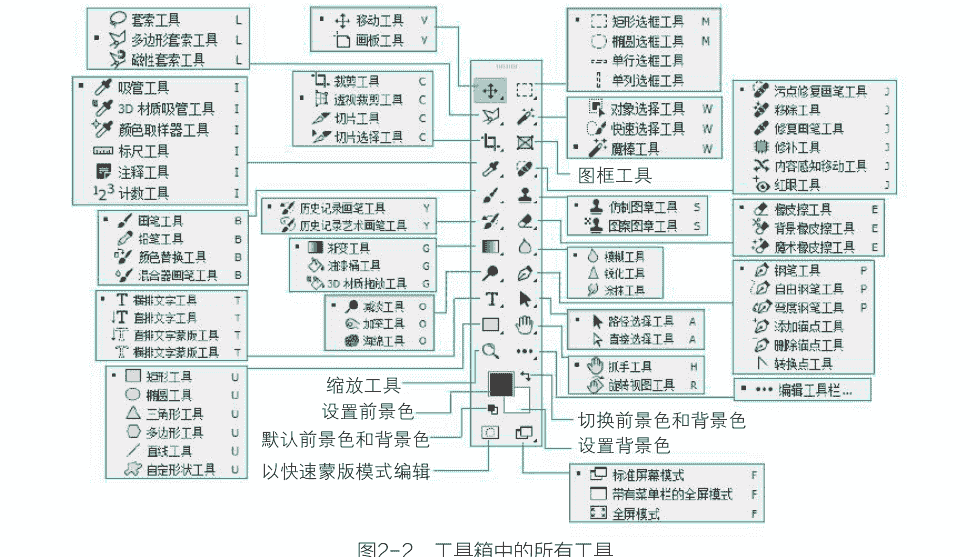 套索工具 L
多边形套索工具 L
磁性套索工具 L
移动工具 V
画板工具 V
矩形选框工具 M
椭圆选框工具 M
单行选框工具
单列选框工具
吸管工具 I
3D 材质吸管工具 I
颜色取样器工具 I
标尺工具 I
注释工具 I
123 计数工具 I
裁剪工具 C
透视裁剪工具 C
切片工具 C
切片选择工具 C
对象选择工具 W
快速选择工具 W
魔棒工具 W
图框工具
污点修复画笔工具 J
移除工具 J
修复画笔工具 J
修补工具 J
内容感知移动工具 J
红眼工具 J
画笔工具 B
铅笔工具 B
颜色替换工具 B
混合器画笔工具 B
历史记录画笔工具 Y
历史记录艺术画笔工具 Y
仿制图章工具 S
图案图章工具 S
橡皮擦工具 E
背景橡皮擦工具 E
魔术橡皮擦工具 E
渐变工具 G
油漆桶工具 G
3D 材质拖放工具 G
模糊工具
锐化工具
涂抹工具
钢笔工具 P
自由钢笔工具 P
弯度钢笔工具 P
添加锚点工具
删除锚点工具
转换点工具
横排文字工具 T
直排文字工具 T
直排文字蒙版工具 T
横排文字蒙版工具 T
减淡工具 O
加深工具 O
海绵工具 O
路径选择工具 A
直接选择工具 A
矩形工具 U
椭圆工具 U
三角形工具 U
多边形工具 U
直线工具 U
自定形状工具 U
抓手工具 H
旋转视图工具 R
编辑工具栏...
缩放工具
设置前景色
默认前景色和背景色
以快速蒙版模式编辑
切换前景色和背景色
设置背景色
标准屏幕模式 F
带有菜单栏的全屏模式 F
全屏模式 F
图2-2 工具箱中的所有工具